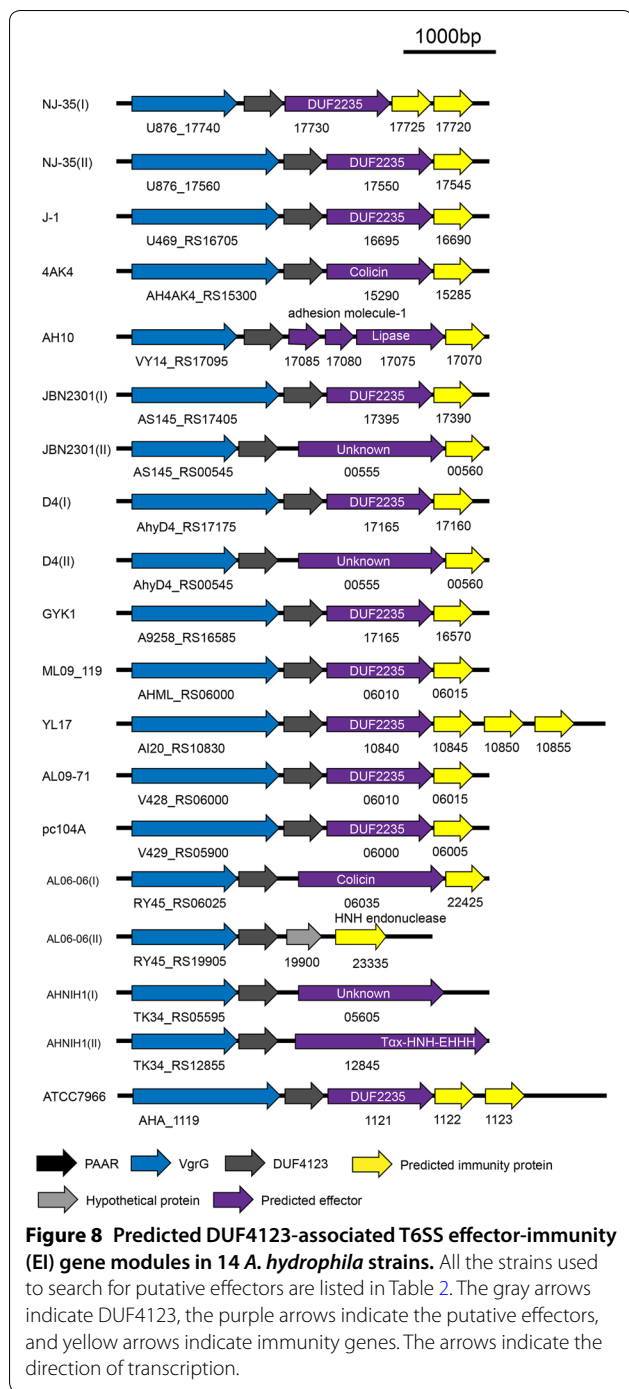 1000bp
NJ-35(I) DUF2235
U876_17740 17730 17725 17720
NJ-35(II) DUF2235
U876_17560 17550 17545
J-1 DUF2235
U469_RS16705 16695 16690
4AK4 Colicin
AH4AK4_RS15300 15290 15285
adhesion molecule-1
AH10 Lipase
VY14_RS17095 17085 17080 17075 17070
JBN2301(I) DUF2235
AS145_RS17405 17395 17390
JBN2301(II) Unknown
AS145_RS00545 00555 00560
D4(I) DUF2235
AhyD4_RS17175 17165 17160
D4(II) Unknown
AhyD4_RS00545 00555 00560
GYK1 DUF2235
A9258_RS16585 17165 16570
ML09_119 DUF2235
AHML_RS06000 06010 06015
YL17 DUF2235
AI20_RS10830 10840 10845 10850 10855
AL09-71 DUF2235
V428_RS06000 06010 06015
pc104A DUF2235
V429_RS05900 06000 06005
AL06-06(I) Colicin
RY45_RS06025 06035 22425
HNH endonuclease
AL06-06(II)
RY45_RS19905 19900 23335
AHNIH1(I) Unknown
TK34_RS05595 05605
AHNIH1(II) Tox-HNH-EHHH
TK34_RS12855 12845
ATCC7966 DUF2235
AHA_1119 1121 1122 1123
PAAR VgrG DUF4123 Predicted immunity protein
Hypothetical protein Predicted effector
Figure 8 Predicted DUF4123-associated T6SS effector-immunity
(EI) gene modules in 14 A. hydrophila strains. All the strains used
to search for putative effectors are listed in Table 2. The gray arrows
indicate DUF4123, the purple arrows indicate the putative effectors,
and yellow arrows indicate immunity genes. The arrows indicate the
direction of transcription.